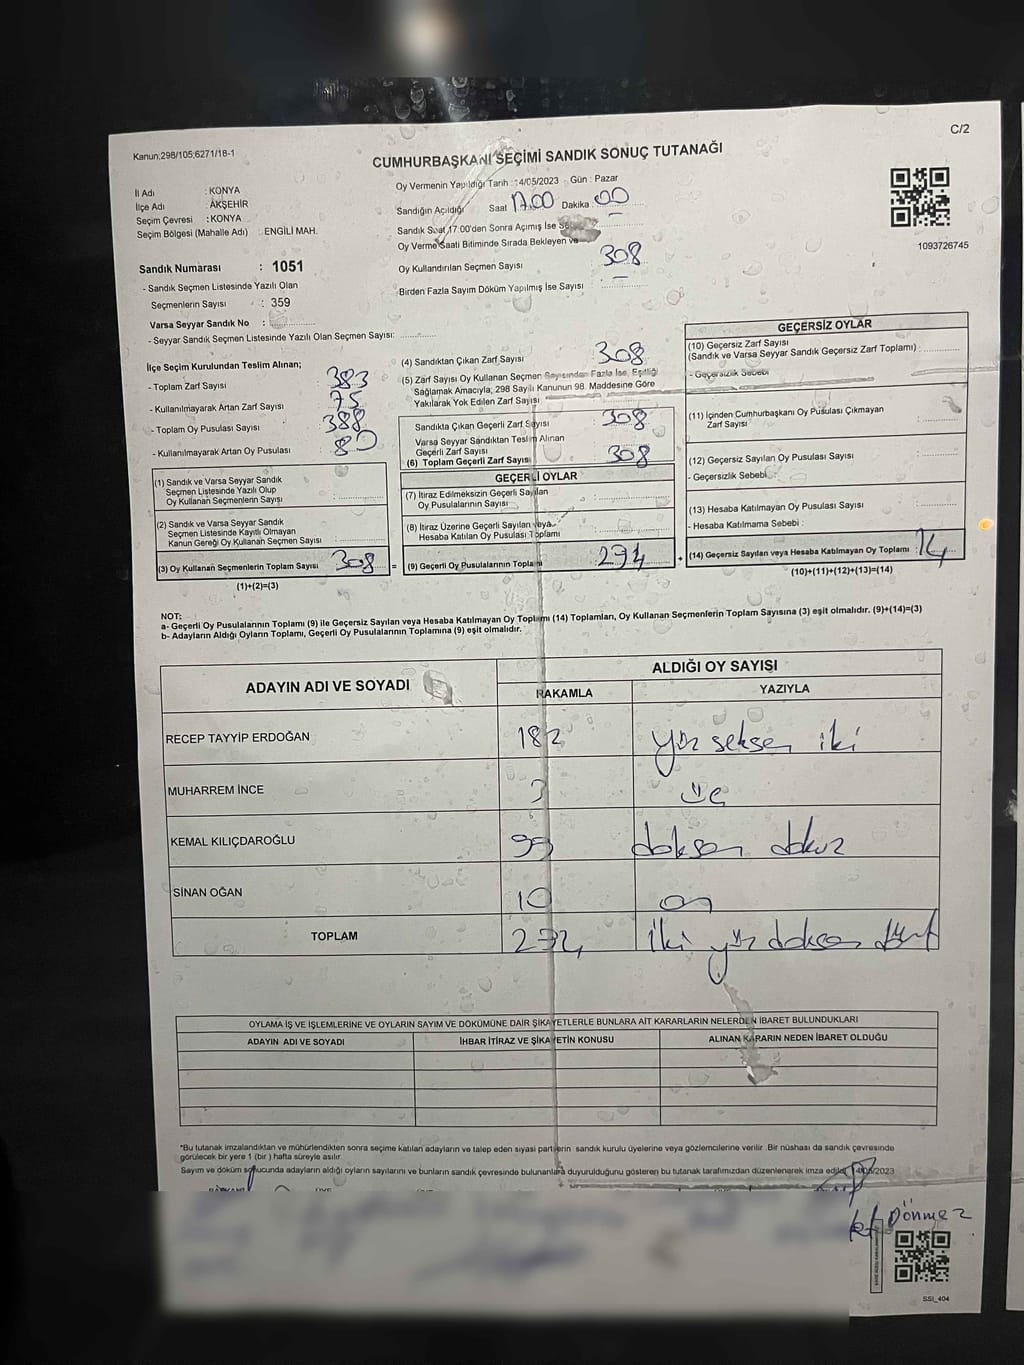 C/2
Kanun;298/105;6271/18-1
CUMHURBAŞKANI SEÇİMİ SANDIK SONUÇ TUTANAĞI
1093726745
İl Adı : KONYA
İlçe Adı : AKŞEHİR
Seçim Çevresi : KONYA
Seçim Bölgesi (Mahalle Adı) ENGİLİ MAH.
Oy Vermenin Yapıldığı Tarih : 14/05/2023 Gün : Pazar
Sandığın Açıldığı Saat 17.00 Dakika 00
Sandık Saat 17:00'den Sonra Açımış İse
Oy Verme Saati Bitiminde Sırada Bekleyen ve
Oy Kullandırılan Seçmen Sayısı 308
Birden Fazla Sayım Döküm Yapılmış İse Sayısı
Sandık Numarası : 1051
- Sandık Seçmen Listesinde Yazılı Olan
Seçmenlerin Sayısı : 359
Varsa Seyyar Sandık No :
- Seyyar Sandık Seçmen Listesinde Yazılı Olan Seçmen Sayısı:
İlçe Seçim Kurulundan Teslim Alınan;
- Toplam Zarf Sayısı 383
- Kullanılmayarak Artan Zarf Sayısı 75
- Toplam Oy Pusulası Sayısı 388
- Kullanılmayarak Artan Oy Pusulası 80
(1) Sandık ve Varsa Seyyar Sandık
Seçmen Listesinde Yazılı Olup
Oy Kullanan Seçmenlerin Sayısı
(2) Sandık ve Varsa Seyyar Sandık
Seçmen Listesinde Kayıtlı Olmayan
Kanun Gereği Oy Kullanan Seçmen Sayısı
(3) Oy Kullanan Seçmenlerin Toplam Sayısı 308 =
(1)+(2)=(3)
(4) Sandıktan Çıkan Zarf Sayısı 308
(5) Zarf Sayısı Oy Kullanan Seçmen Sayısından Fazla İse, Eşitliği
Sağlamak Amacıyla, 298 Sayılı Kanunun 98. Maddesine Göre
Yakılarak Yok Edilen Zarf Sayısı
Sandıkta Çıkan Geçerli Zarf Sayısı 308
Varsa Seyyar Sandıktan Teslim Alınan
Geçerli Zarf Sayısı
(6) Toplam Geçerli Zarf Sayısı 308
GEÇERLİ OYLAR
(7) İtiraz Edilmeksizin Geçerli Sayılan
Oy Pusulalarının Sayısı
(8) İtiraz Üzerine Geçerli Sayılan veya
Hesaba Katılan Oy Pusulası Toplamı
(9) Geçerli Oy Pusulalarının Toplamı 294 +
GEÇERSİZ OYLAR
(10) Geçersiz Zarf Sayısı
(Sandık ve Varsa Seyyar Sandık Geçersiz Zarf Toplamı) :
- Geçersizlik Sebebi
(11) İçinden Cumhurbaşkanı Oy Pusulası Çıkmayan
Zarf Sayısı
(12) Geçersiz Sayılan Oy Pusulası Sayısı
- Geçersizlik Sebebi
(13) Hesaba Katılmayan Oy Pusulası Sayısı
- Hesaba Katılmama Sebebi :
(14) Geçersiz Sayılan veya Hesaba Katılmayan Oy Toplamı : 14
(10)+(11)+(12)+(13)=(14)
NOT:
a- Geçerli Oy Pusulalarının Toplamı (9) ile Geçersiz Sayılan veya Hesaba Katılmayan Oy Toplamı (14) Toplamları, Oy Kullanan Seçmenlerin Toplam Sayısına (3) eşit olmalıdır. (9)+(14)=(3)
b- Adayların Aldığı Oyların Toplamı, Geçerli Oy Pusulalarının Toplamına (9) eşit olmalıdır.
ADAYIN ADI VE SOYADI
ALDIĞI OY SAYISI
RAKAMLA YAZIYLA
RECEP TAYYİP ERDOĞAN 182 yüz seksen iki
MUHARREM İNCE 3 üç
KEMAL KILIÇDAROĞLU 99 doksan dokuz
SİNAN OĞAN 10 on
TOPLAM 294 iki yüz doksan dört
OYLAMA İŞ VE İŞLEMLERİNE VE OYLARIN SAYIM VE DÖKÜMÜNE DAİR ŞİKAYETLERLE BUNLARA AİT KARARLARIN NELERDEN İBARET BULUNDUKLARI
ADAYIN ADI VE SOYADI İHBAR İTİRAZ VE ŞİKAYETİN KONUSU ALINAN KARARIN NEDEN İBARET OLDUĞU
*Bu tutanak imzalandıktan ve mühürlendikten sonra seçime katılan adayların ve talep eden siyasi partilerin sandık kurulu üyelerine veya gözlemcilerine verilir. Bir nüshası da sandık çevresinde
görülecek bir yere 1 (bir ) hafta süreyle asılır.
Sayım ve döküm sonucunda adayların aldığı oyların sayılarını ve bunların sandık çevresinde bulunanlara duyurulduğunu gösteren bu tutanak tarafımızdan düzenlenerek imza edildi. 14/05/2023
Dönmez
SSI_404